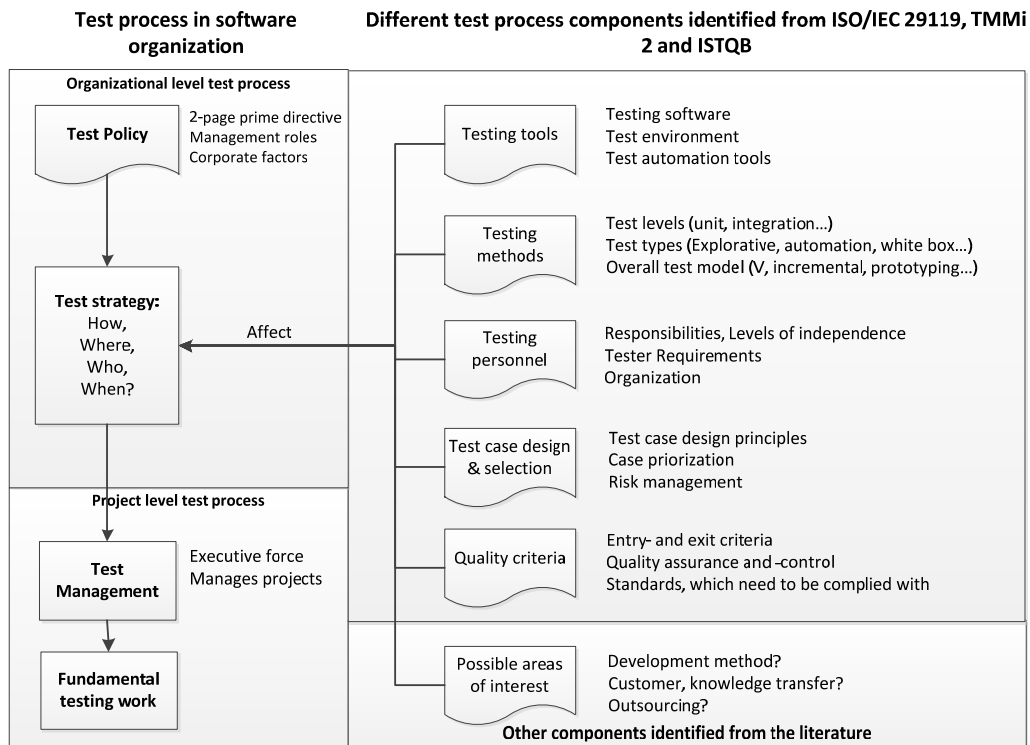 Test process in software
organization
Different test process components identified from ISO/IEC 29119, TMMi
2 and ISTQB
Organizational level test process
Test Policy
2-page prime directive
Management roles
Corporate factors
Test strategy:
How,
Where,
Who,
When?
Affect
Project level test process
Test
Management
Executive force
Manages projects
Fundamental
testing work
Testing tools
Testing software
Test environment
Test automation tools
Testing
methods
Test levels (unit, integration...)
Test types (Explorative, automation, white box...)
Overall test model (V, incremental, prototyping...)
Testing
personnel
Responsibilities, Levels of independence
Tester Requirements
Organization
Test case design
& selection
Test case design principles
Case priorization
Risk management
Quality criteria
Entry- and exit criteria
Quality assurance and -control
Standards, which need to be complied with
Possible areas
of interest
Development method?
Customer, knowledge transfer?
Outsourcing?
Other components identified from the literature